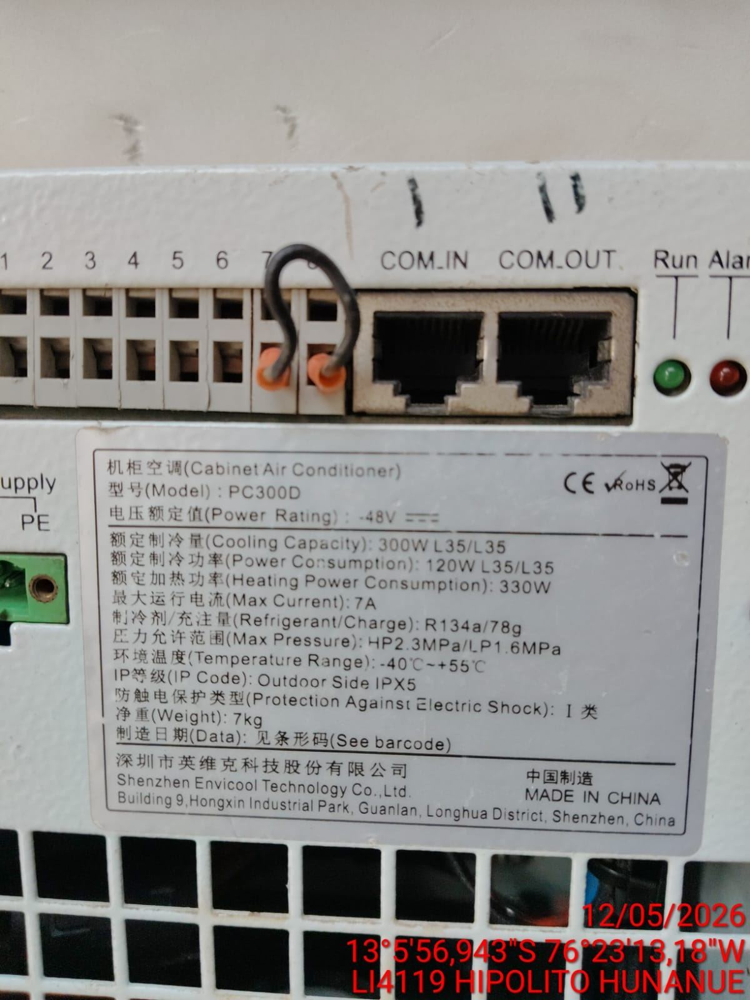 1 2 3 4 5 6 7 8 COM_IN COM_OUT Run Alar
upply
PE
机柜空调(Cabinet Air Conditioner)
型号(Model) : PC300D
电压额定值(Power Rating) : -48V
CE RoHS
额定制冷量(Cooling Capacity): 300W L35/L35
额定制冷功率(Power Consumption): 120W L35/L35
额定加热功率(Heating Power Consumption): 330W
最大运行电流(Max Current): 7A
制冷剂/充注量(Refrigerant/Charge): R134a/78g
压力允许范围(Max Pressure): HP2.3MPa/LP1.6MPa
环境温度(Temperature Range): -40℃~+55℃
IP等级(IP Code): Outdoor Side IPX5
防触电保护类型(Protection Against Electric Shock): I 类
净重(Weight): 7kg
制造日期(Data): 见条形码(See barcode)
深圳市英维克科技股份有限公司
Shenzhen Envicool Technology Co.,Ltd.
中国制造
MADE IN CHINA
Building 9,Hongxin Industrial Park, Guanlan, Longhua District, Shenzhen, China
12/05/2026
13°5'56,943"S 76°23'13,18"W
LI4119 HIPOLITO HUNANUE